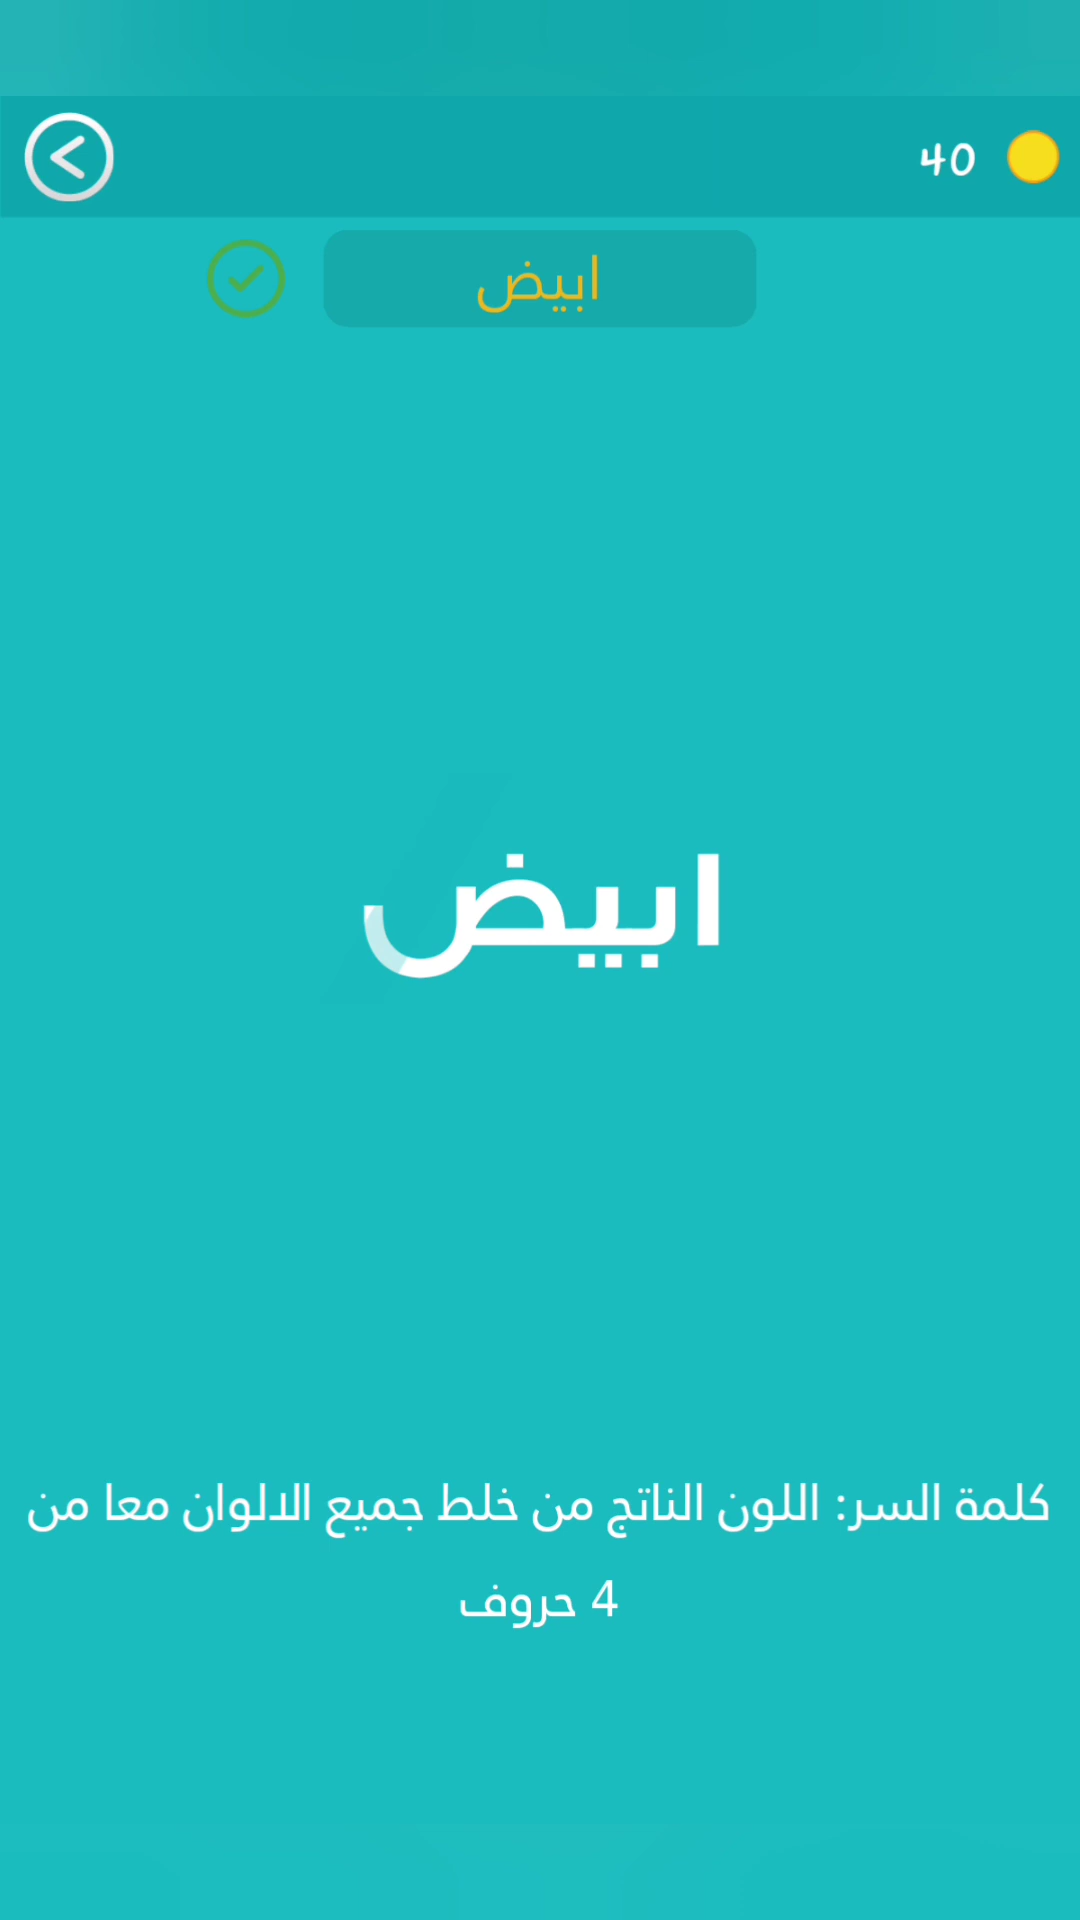 40
ابيض
ابيض
كلمة السر: اللون الناتج من خلط جميع الالوان معا من
4 حروف